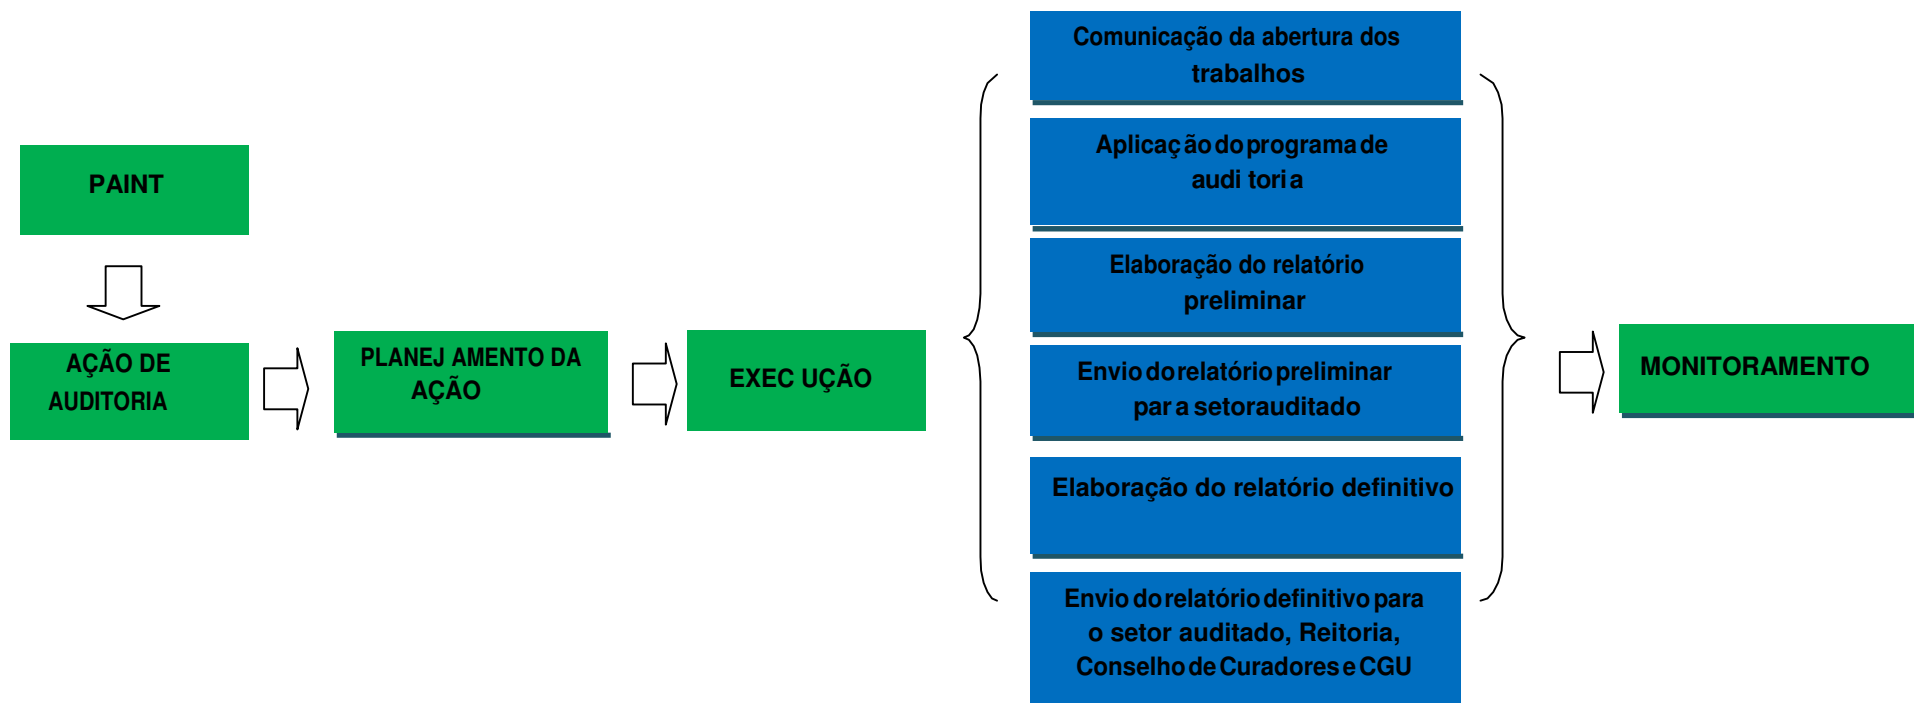 PAINT
AÇÃO DE
AUDITORIA
PLANEJ AMENTO DA
AÇÃO
EXEC UÇÃO
Comunicação da abertura dos
trabalhos
Aplicaç ão do programa de
audi tori a
Elaboração do relatório
preliminar
Envio do relatório preliminar
par a setorauditado
Elaboração do relatório definitivo
Envio do relatório definitivo para
o setor auditado, Reitoria,
Conselho de Curadores e CGU
MONITORAMENTO